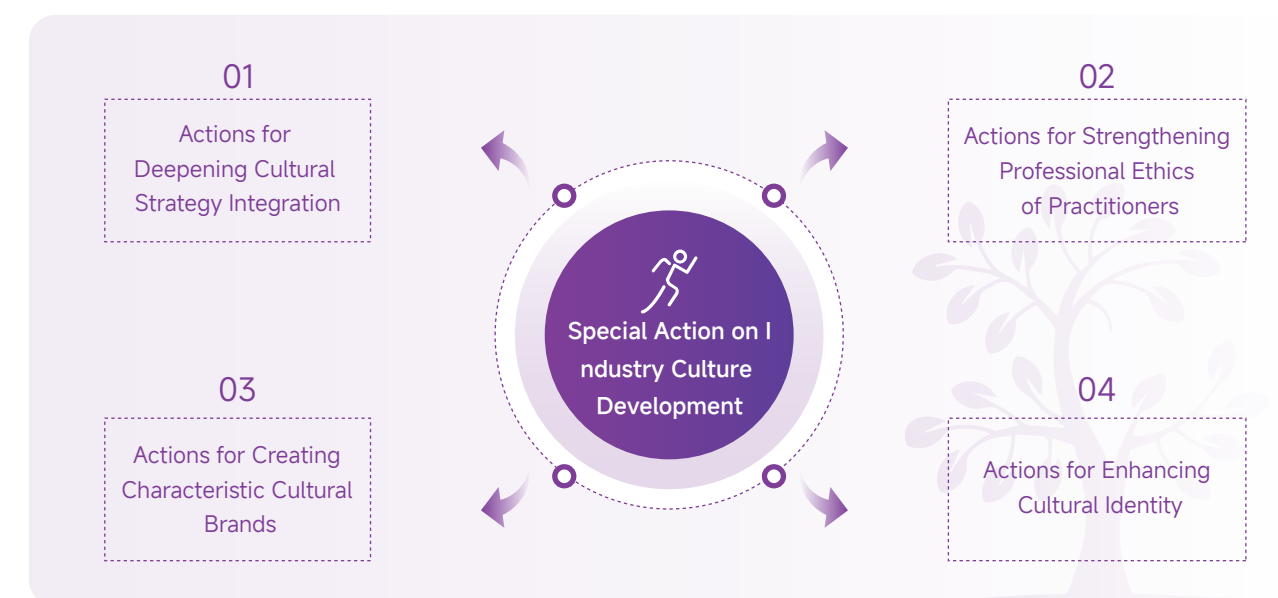 01
Actions for
Deepening Cultural
Strategy Integration
02
Actions for Strengthening
Professional Ethics
of Practitioners
Special Action on I
ndustry Culture
Development
03
Actions for Creating
Characteristic Cultural
Brands
04
Actions for Enhancing
Cultural Identity